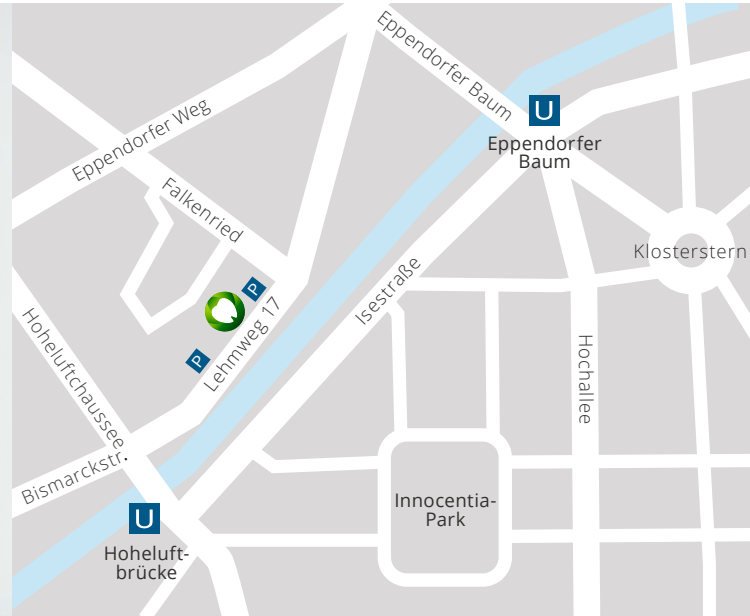 Eppendorfer Baum
U
Eppendorfer
Baum
Eppendorfer Weg
Falkenried
Klosterstern
Isestraße
P
Lehmweg 17
P
Hoheluftchaussee
Hochallee
Bismarckstr.
Innocentia-
Park
U
Hoheluft-
brücke